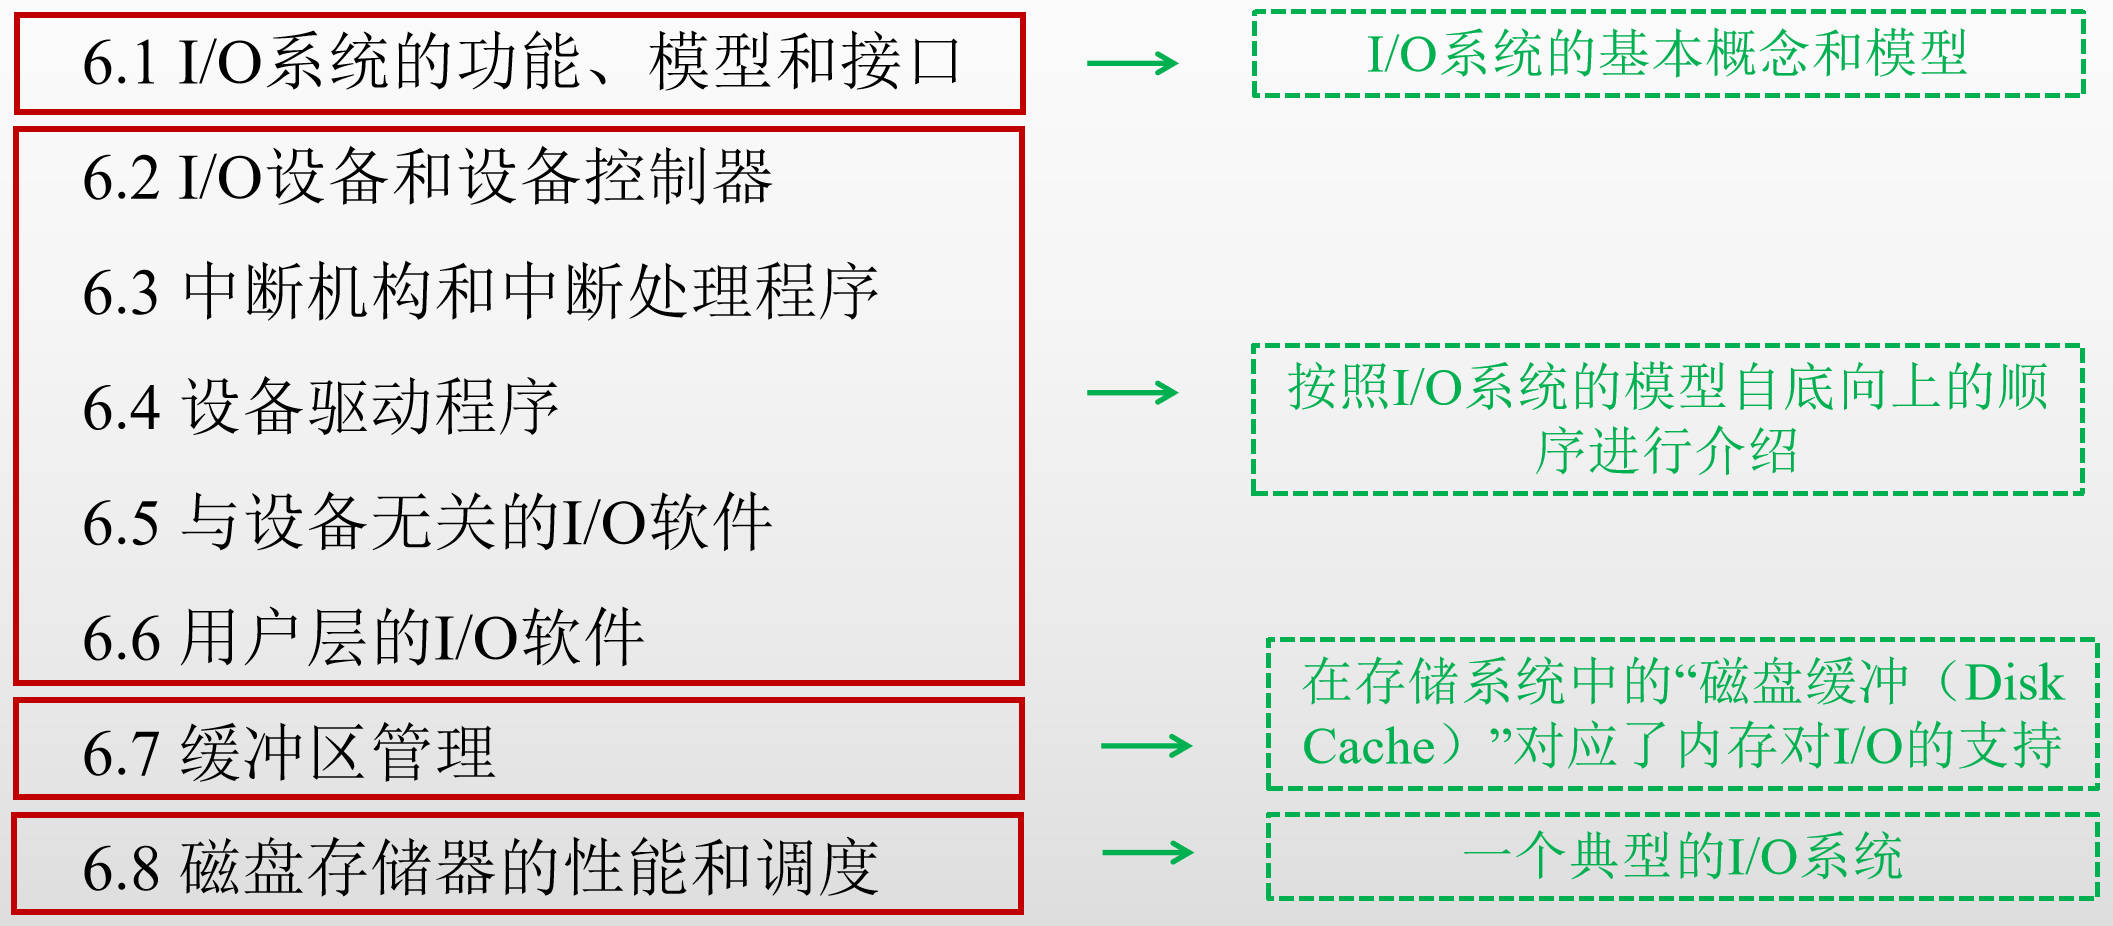 6.1 I/O系统的功能、模型和接口
I/O系统的基本概念和模型
6.2 I/O设备和设备控制器
6.3 中断机构和中断处理程序
6.4 设备驱动程序
6.5 与设备无关的I/O软件
6.6 用户层的I/O软件
按照I/O系统的模型自底向上的顺
序进行介绍
6.7 缓冲区管理
在存储系统中的“磁盘缓冲（Disk
Cache）”对应了内存对I/O的支持
6.8 磁盘存储器的性能和调度
一个典型的I/O系统